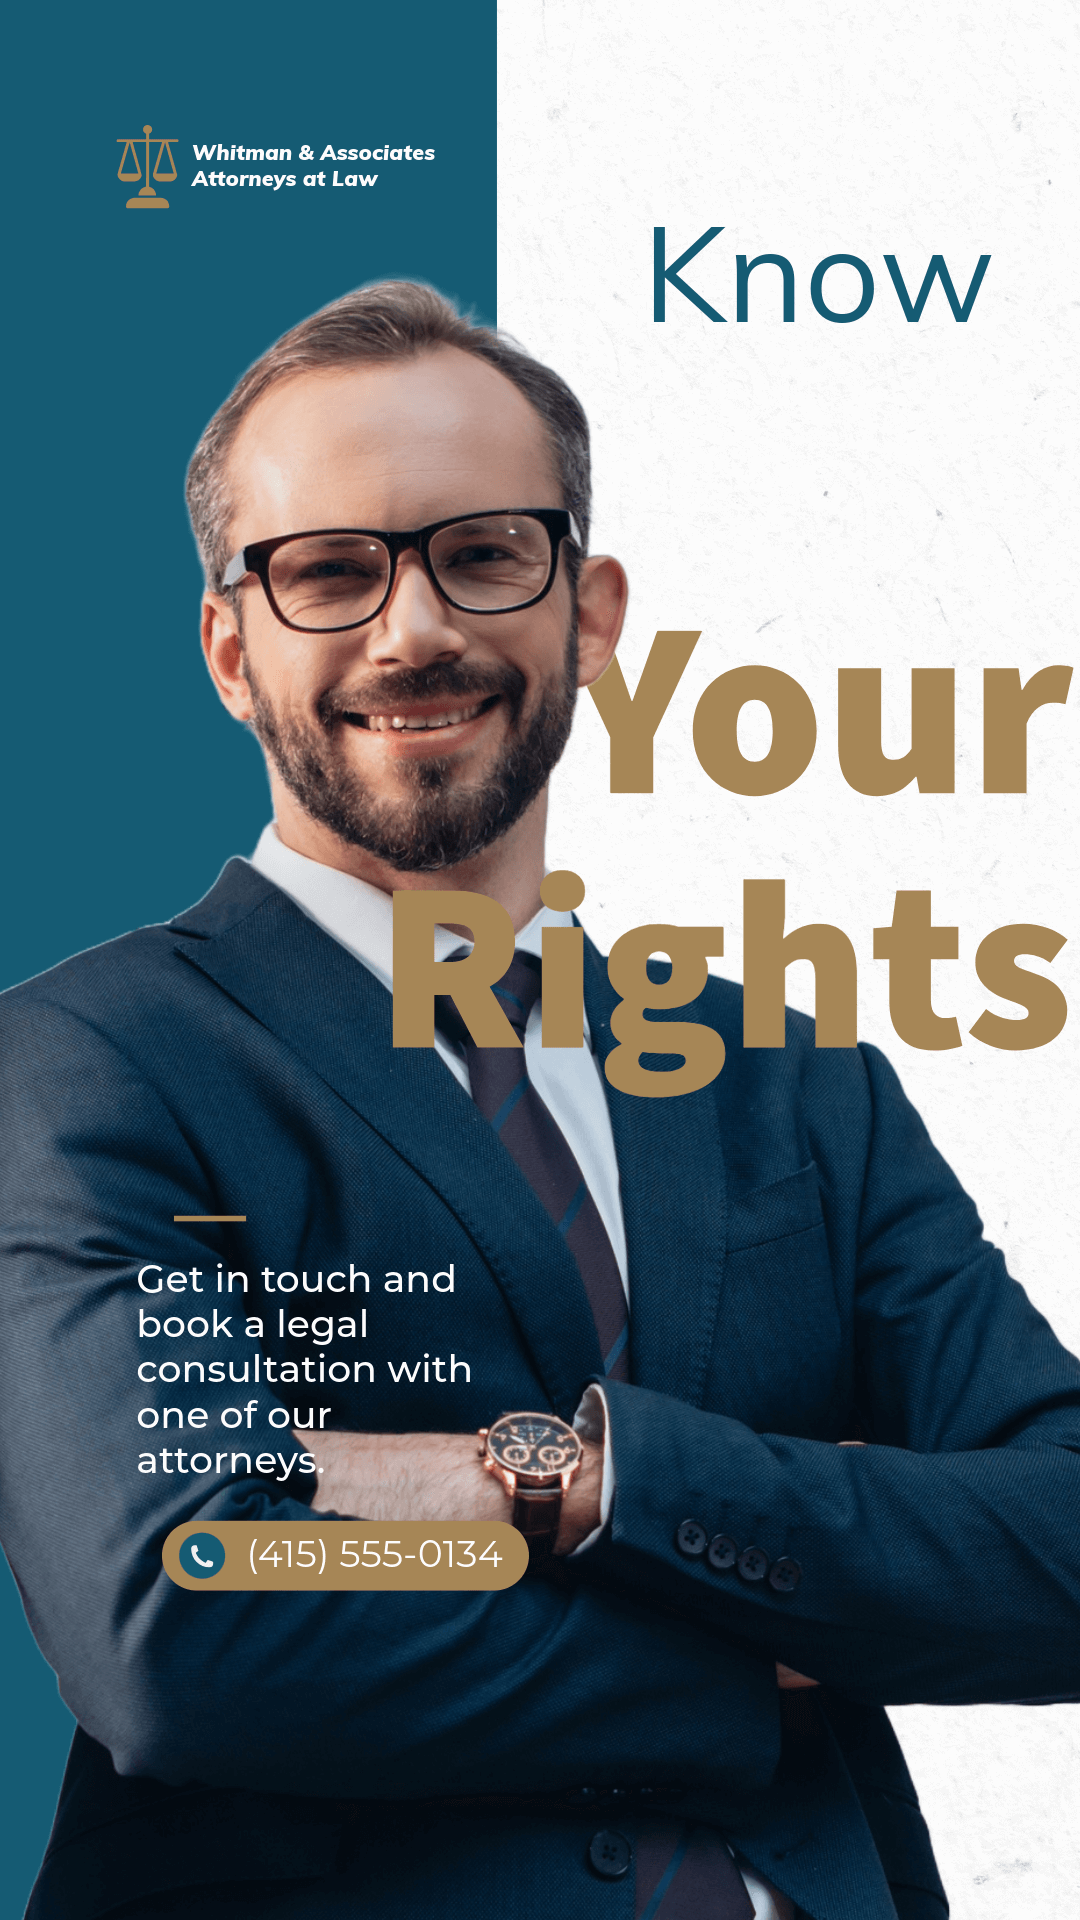 Whitman & Associates
Attorneys at Law
Know
Your
Rights
Get in touch and
book a legal
consultation with
one of our
attorneys.
(415) 555-0134